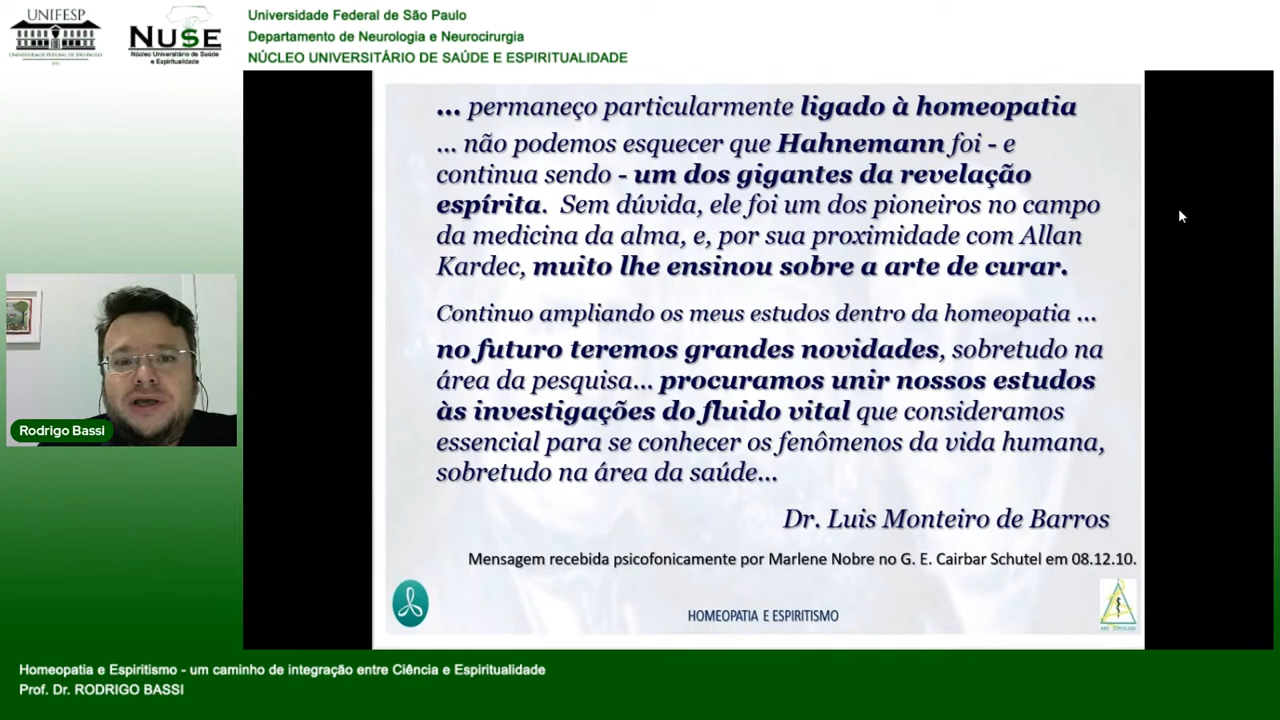 UNIFESP
NUSE
Núcleo Universitário de Saúde
e Espiritualidade
Universidade Federal de São Paulo
Departamento de Neurologia e Neurocirurgia
NÚCLEO UNIVERSITÁRIO DE SAÚDE E ESPIRITUALIDADE
... permaneço particularmente ligado à homeopatia
... não podemos esquecer que Hahnemann foi - e
continua sendo - um dos gigantes da revelação
espírita. Sem dúvida, ele foi um dos pioneiros no campo
da medicina da alma, e, por sua proximidade com Allan
Kardec, muito lhe ensinou sobre a arte de curar.
Continuo ampliando os meus estudos dentro da homeopatia ...
no futuro teremos grandes novidades, sobretudo na
área da pesquisa... procuramos unir nossos estudos
às investigações do fluido vital que consideramos
essencial para se conhecer os fenômenos da vida humana,
sobretudo na área da saúde...
Dr. Luis Monteiro de Barros
Mensagem recebida psicofonicamente por Marlene Nobre no G. E. Cairbar Schutel em 08.12.10.
HOMEOPATIA E ESPIRITISMO
Rodrigo Bassi
Homeopatia e Espiritismo - um caminho de integração entre Ciência e Espiritualidade
Prof. Dr. RODRIGO BASSI